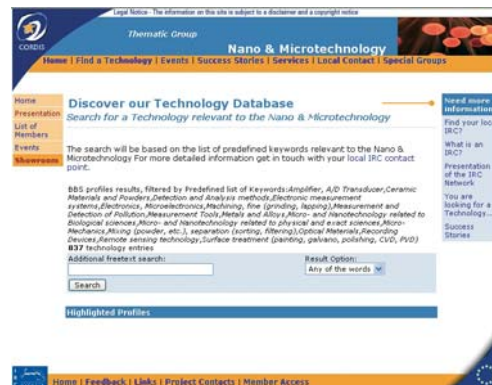 Legal Notice - The information on this site is subject to a disclaimer and a copyright notice
CORDIS
Thematic Group
Nano & Microtechnology
Home | Find a Technology | Events | Success Stories | Services | Local Contact | Special Groups
Home
Presentation
List of
Members
Events
Showroom
Discover our Technology Database
Search for a Technology relevant to the Nano & Microtechnology
The search will be based on the list of predefined keywords relevant to the Nano &
Microtechnology For more detailed information get in touch with your local IRC contact
point.
BBS profiles results, filtered by Predefined list of Keywords:Amplifier, A/D Transducer,Ceramic
Materials and Powders,Detection and Analysis methods,Electronic measurement
systems,Electronics, Microelectronics,Machining, fine (grinding, lapping),Measurement and
Detection of Pollution,Measurement Tools,Metals and Alloys,Micro- and Nanotechnology related to
Biological sciences,Micro- and Nanotechnology related to physical and exact sciences,Micro-
Mechanics,Mixing (powder, etc.), separation (sorting, filtering),Optical Materials,Recording
Devices,Remote sensing technology,Surface treatment (painting, galvano, polishing, CVD, PVD)
837 technology entries
Additional freetext search:
Result Option:
Any of the words
Search
Highlighted Profiles
Need more
information
Find your loc
IRC?
What is an
IRC?
Presentation
of the IRC
Network
You are
looking for a
Technology...
Success
Stories
Home | Feedback | Links | Project Contacts | Member Access